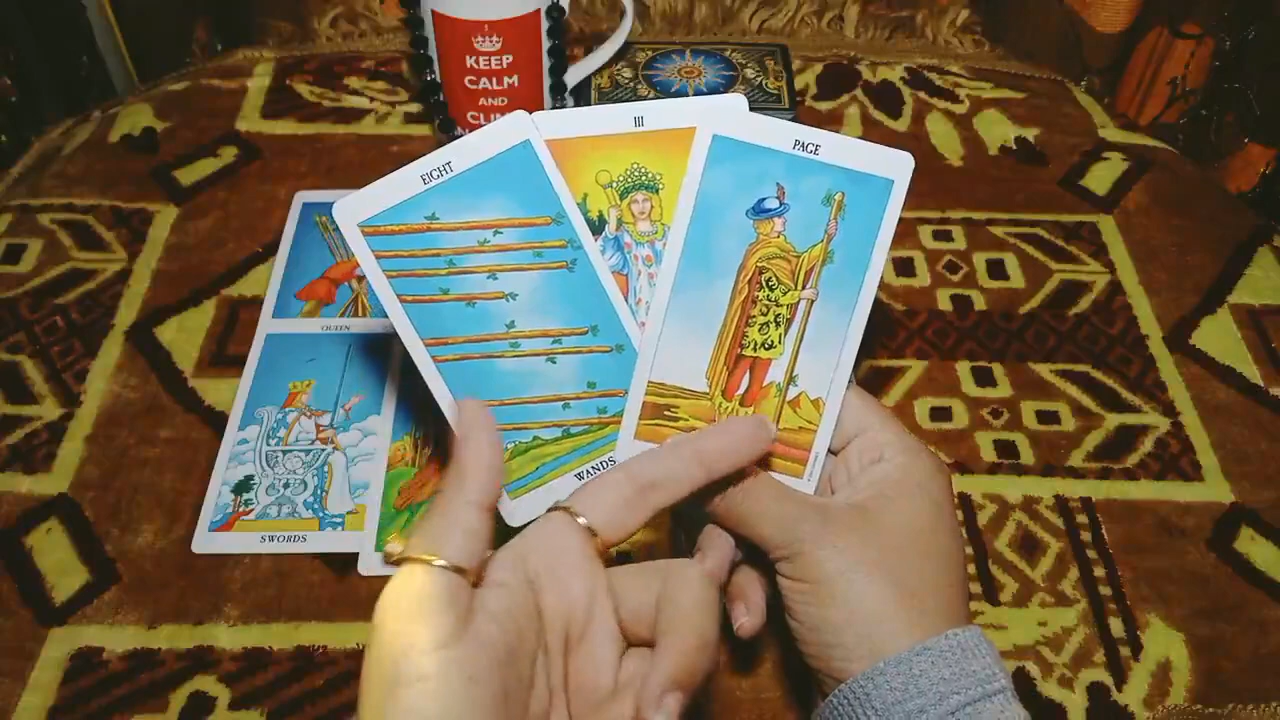 KEEP
CALM
AND
III
EIGHT
PAGE
QUEEN
WANDS
SWORDS